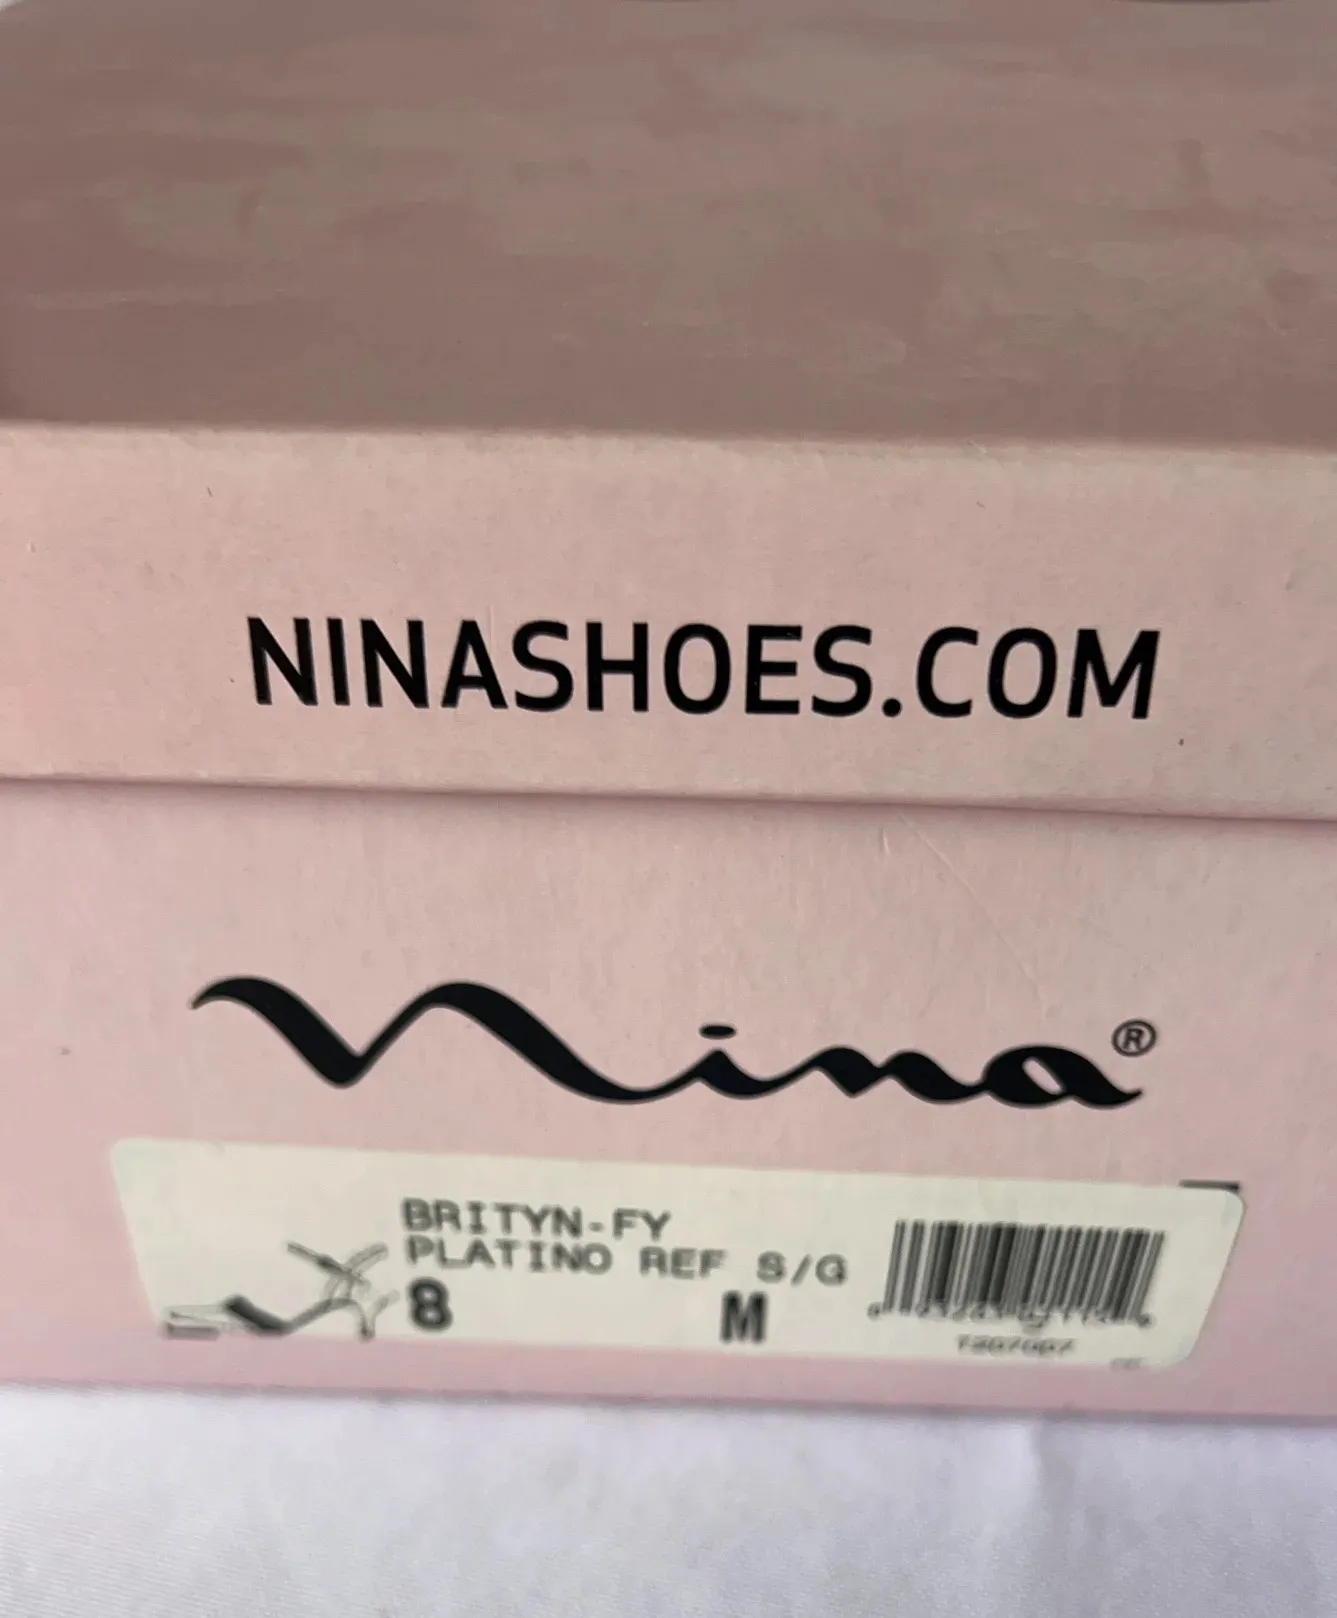 NINASHOES.COM
nina®
BRITYN-FY
PLATINO REF S/G
8 M